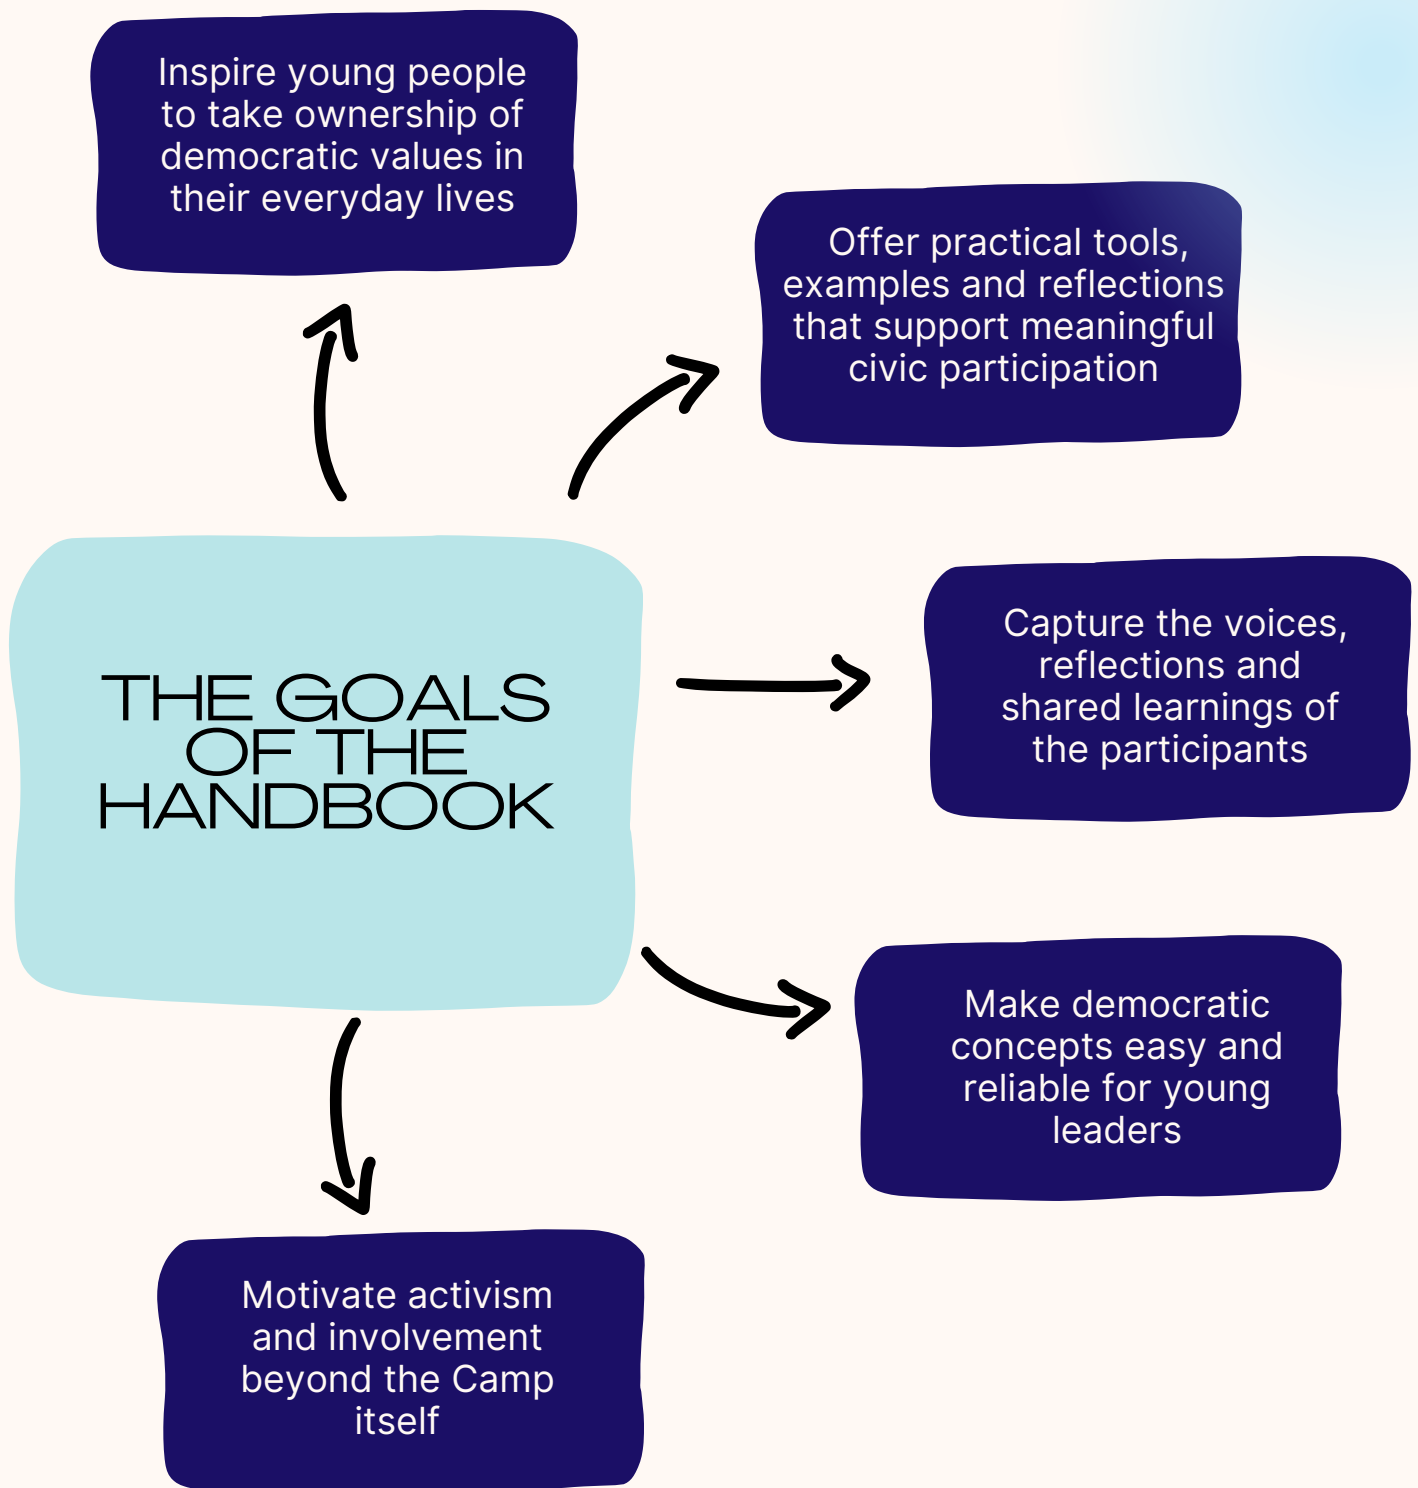 Inspire young people
to take ownership of
democratic values in
their everyday lives
Offer practical tools,
examples and reflections
that support meaningful
civic participation
THE GOALS
OF THE
HANDBOOK
Capture the voices,
reflections and
shared learnings of
the participants
Make democratic
concepts easy and
reliable for young
leaders
Motivate activism
and involvement
beyond the Camp
itself